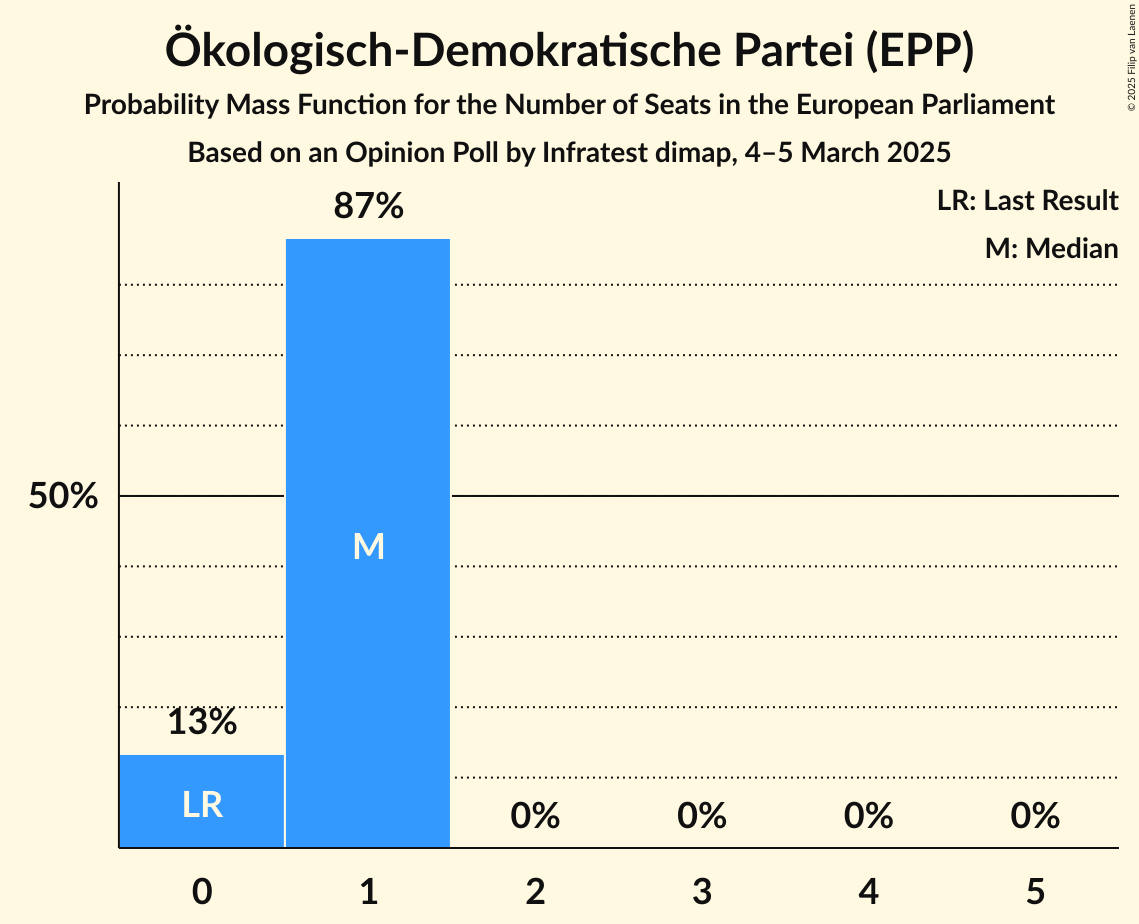 Ökologisch-Demokratische Partei (EPP)
Probability Mass Function for the Number of Seats in the European Parliament
Based on an Opinion Poll by Infratest dimap, 4–5 March 2025
© 2025 Filip van Laenen
LR: Last Result
M: Median
87%
50%
M
13%
LR
0% 0% 0% 0%
0 1 2 3 4 5